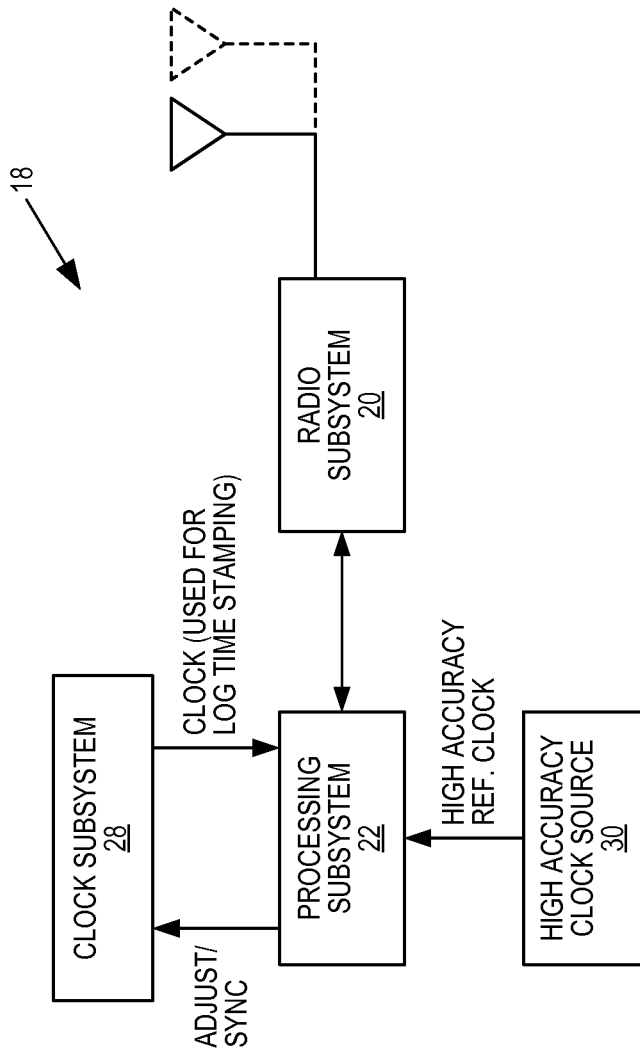 18
CLOCK SUBSYSTEM
28
ADJUST/
SYNC
CLOCK (USED FOR
LOG TIME STAMPING)
PROCESSING
SUBSYSTEM
22
RADIO
SUBSYSTEM
20
HIGH ACCURACY
REF. CLOCK
HIGH ACCURACY
CLOCK SOURCE
30